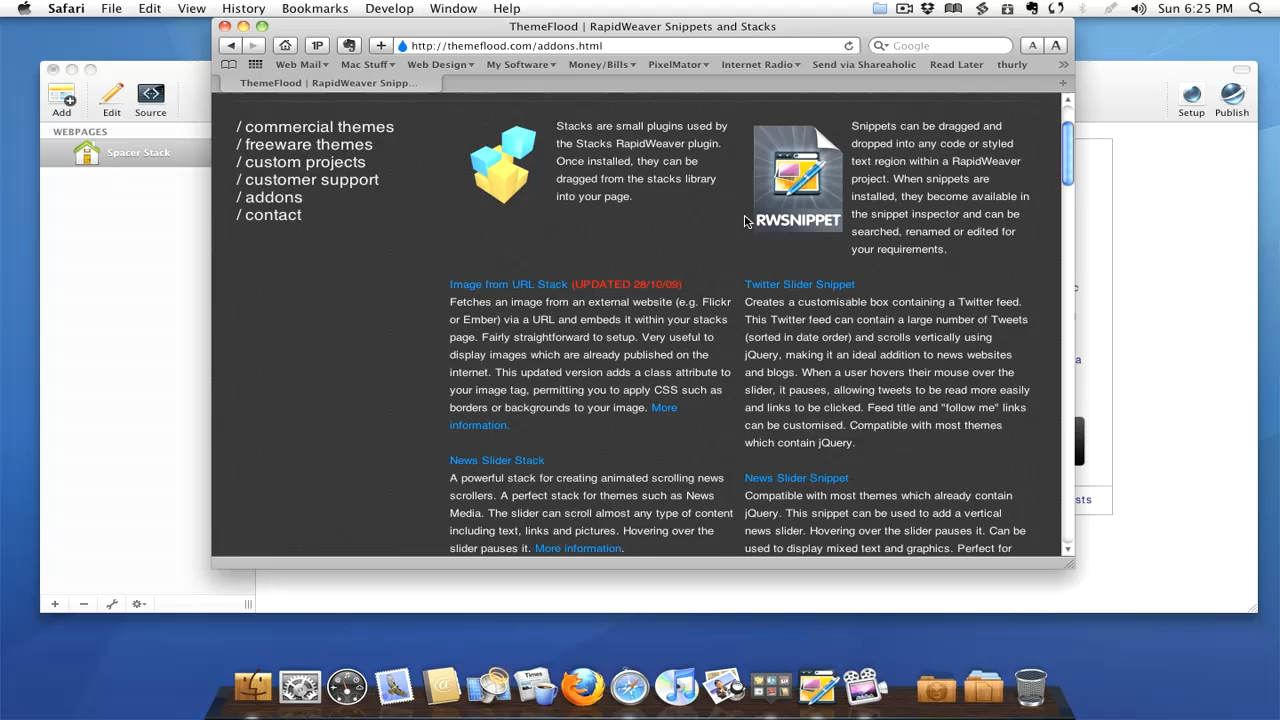 Safari File Edit View History Bookmarks Develop Window Help Sun 6:25 PM
ThemeFlood | RapidWeaver Snippets and Stacks
1P http://themeflood.com/addons.html Google A A
Web Mail Mac Stuff Web Design My Software Money/Bills PixelMator Internet Radio Send via Shareaholic Read Later thurly
ThemeFlood | RapidWeaver Snipp...
Add Edit Source Setup Publish
WEBPAGES
Spacer Stack
/ commercial themes
/ freeware themes
/ custom projects
/ customer support
/ addons
/ contact
Stacks are small plugins used by
the Stacks RapidWeaver plugin.
Once installed, they can be
dragged from the stacks library
into your page.
RWSNIPPET
Snippets can be dragged and
dropped into any code or styled
text region within a RapidWeaver
project. When snippets are
installed, they become available in
the snippet inspector and can be
searched, renamed or edited for
your requirements.
Image from URL Stack (UPDATED 28/10/09)
Fetches an image from an external website (e.g. Flickr
or Ember) via a URL and embeds it within your stacks
page. Fairly straightforward to setup. Very useful to
display images which are already published on the
internet. This updated version adds a class attribute to
your image tag, permitting you to apply CSS such as
borders or backgrounds to your image. More
information.
News Slider Stack
A powerful stack for creating animated scrolling news
scrollers. A perfect stack for themes such as News
Media. The slider can scroll almost any type of content
including text, links and pictures. Hovering over the
slider pauses it. More information.
Twitter Slider Snippet
Creates a customisable box containing a Twitter feed.
This Twitter feed can contain a large number of Tweets
(sorted in date order) and scrolls vertically using
jQuery, making it an ideal addition to news websites
and blogs. When a user hovers their mouse over the
slider, it pauses, allowing tweets to be read more easily
and links to be clicked. Feed title and "follow me" links
can be customised. Compatible with most themes
which contain jQuery.
News Slider Snippet
Compatible with most themes which already contain
jQuery. This snippet can be used to add a vertical
news slider. Hovering over the slider pauses it. Can be
used to display mixed text and graphics. Perfect for
sts
Times